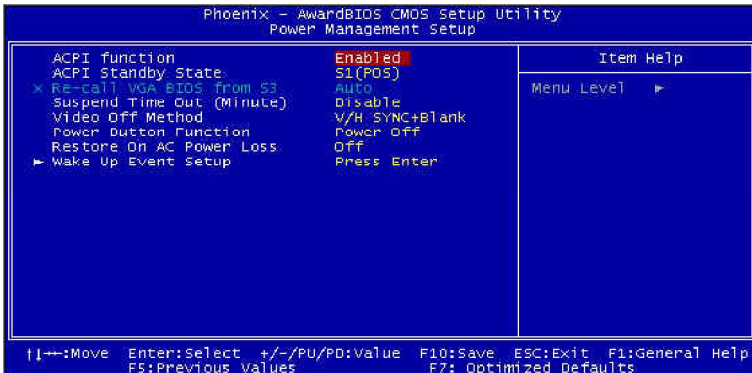 Phoenix - AwardBIOS CMOS Setup Utility
Power Management Setup
ACPI function Enabled
ACPI Standby State S1(POS)
x Re-call VGA BIOS from S3 Auto
Suspend Time Out (Minute) Disable
Video Off Method V/H SYNC+Blank
Power Button Function Power Off
Restore On AC Power Loss Off
► Wake Up Event Setup Press Enter
Item Help
Menu Level ►
↑↓→←:Move Enter:Select +/-/PU/PD:Value F10:Save ESC:Exit F1:General Help
F5:Previous Values F7: Optimized Defaults